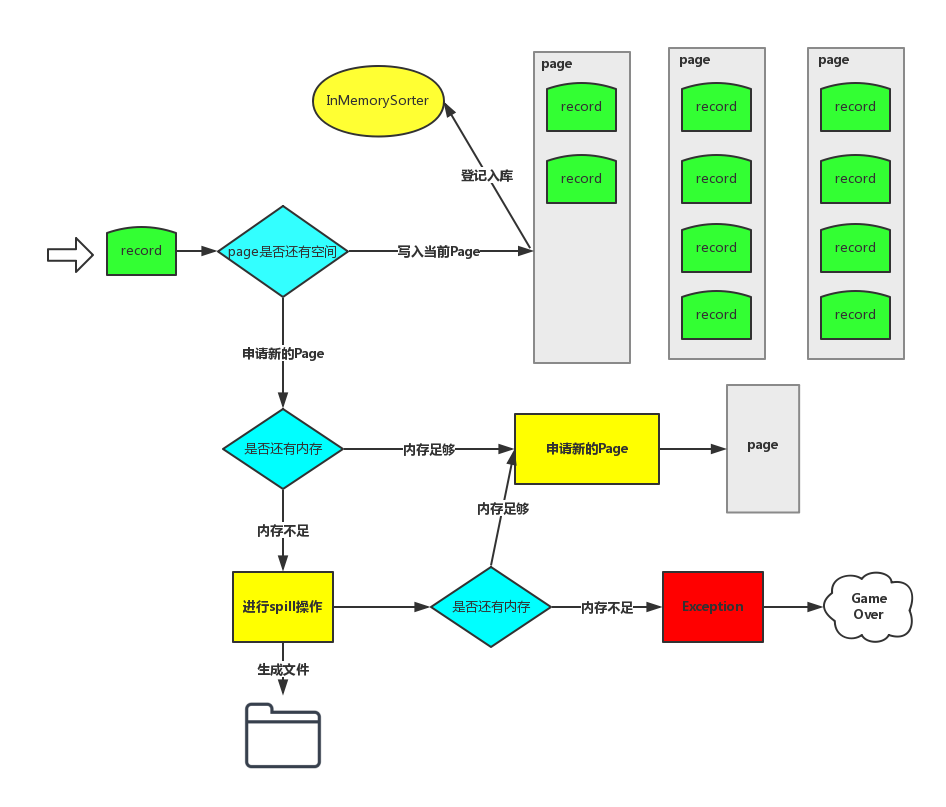 page
page
page
InMemorySorter
record
record
record
登记入库
record
record
record
record
page是否还有空间
写入当前Page
record
record
record
record
申请新的Page
是否还有内存
内存足够
申请新的Page
page
内存足够
内存不足
进行spill操作
是否还有内存
内存不足
Exception
Game
Over
生成文件